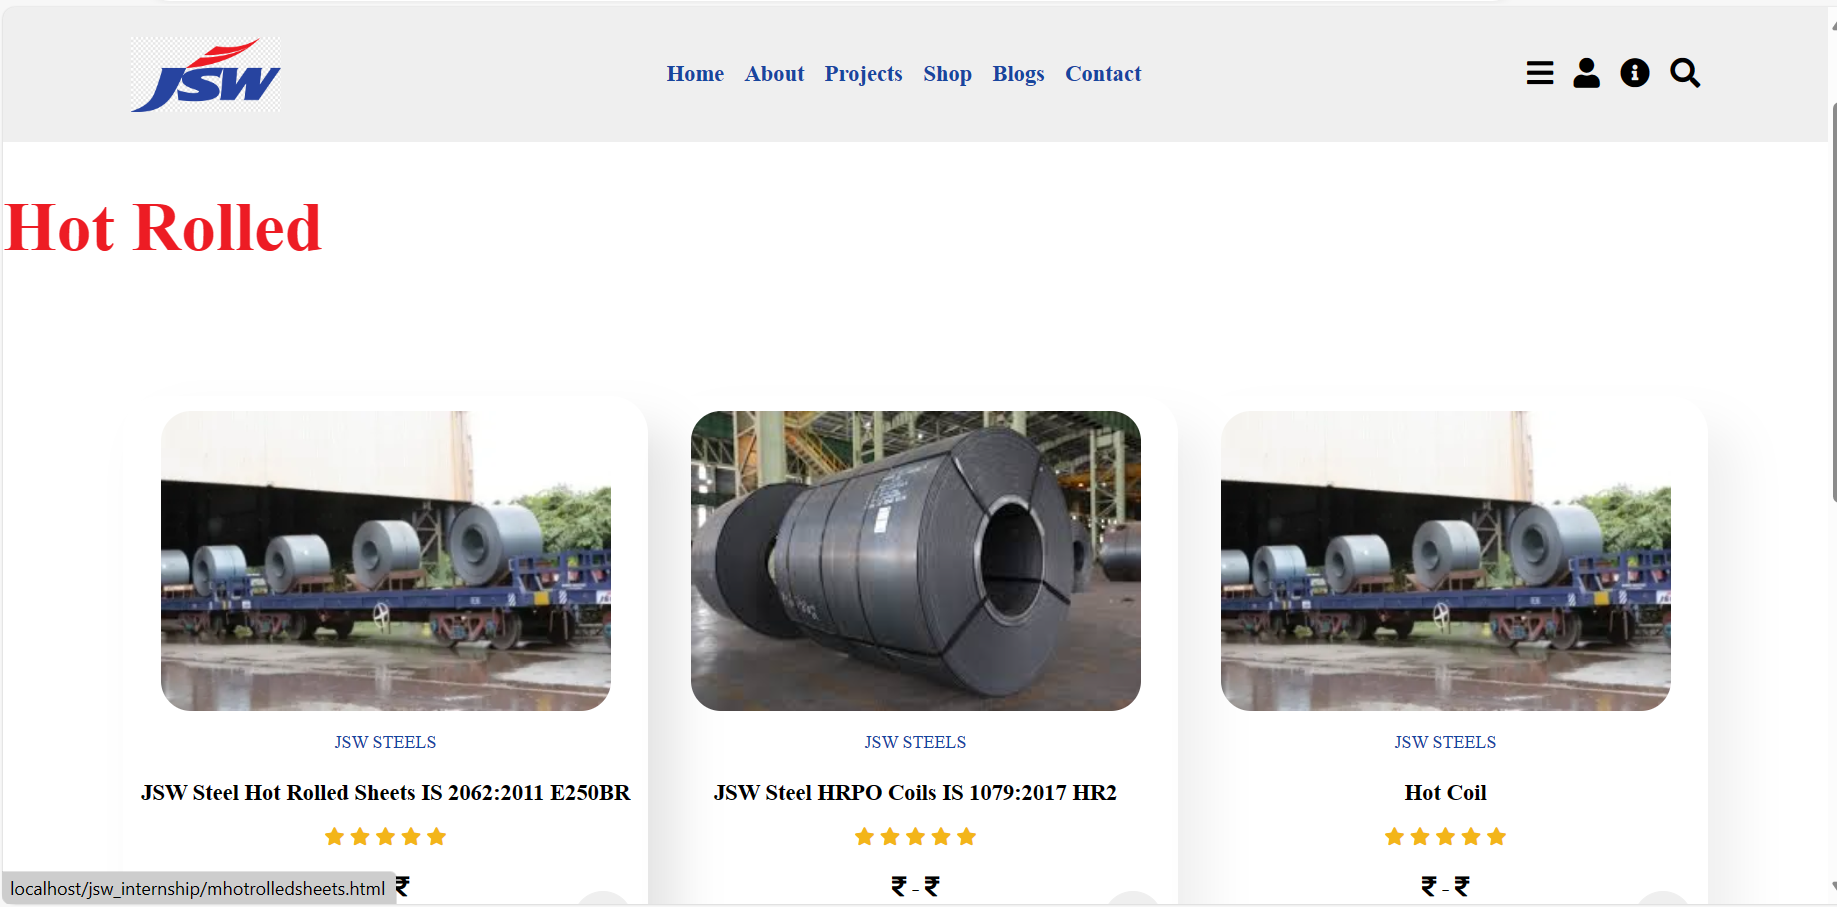 JSW
Home About Projects Shop Blogs Contact
Hot Rolled
JSW STEELS
JSW Steel Hot Rolled Sheets IS 2062:2011 E250BR
₹
JSW STEELS
JSW Steel HRPO Coils IS 1079:2017 HR2
₹ - ₹
JSW STEELS
Hot Coil
₹ - ₹
localhost/jsw_internship/mhotrolledsheets.html